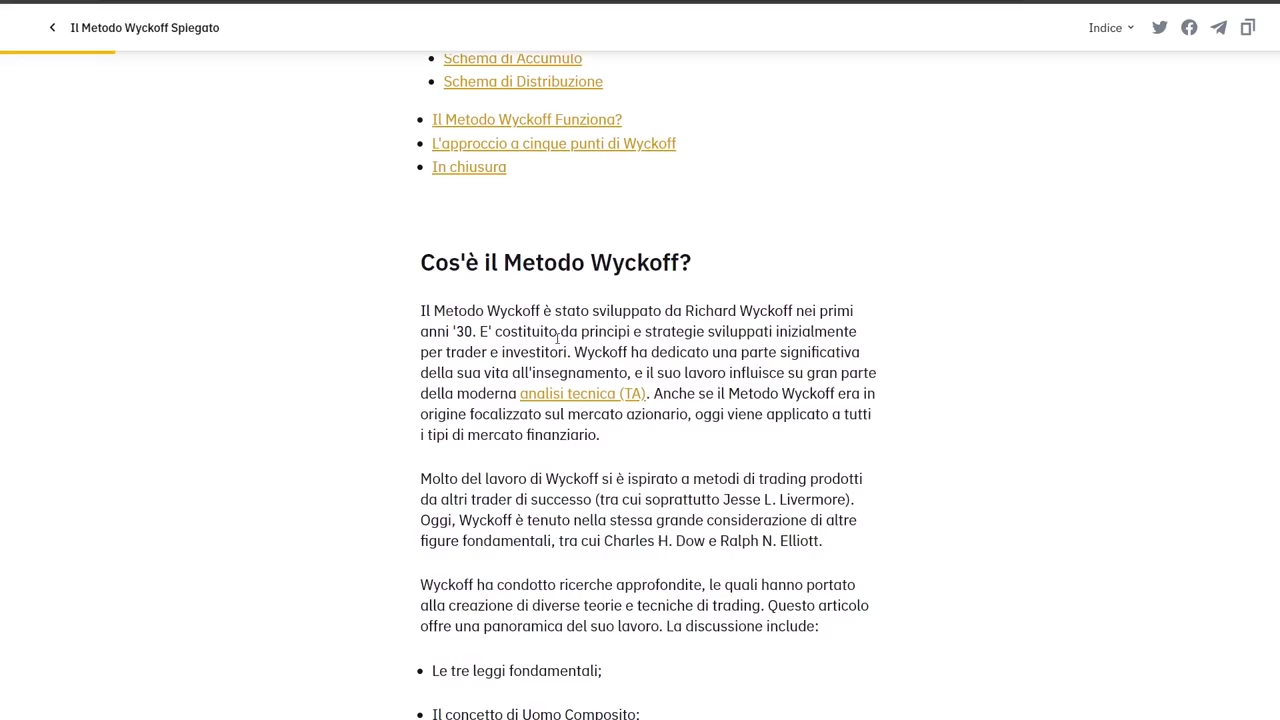 Il Metodo Wyckoff Spiegato
Indice
Schema di Accumulo
Schema di Distribuzione
Il Metodo Wyckoff Funziona?
L'approccio a cinque punti di Wyckoff
In chiusura
Cos'è il Metodo Wyckoff?
Il Metodo Wyckoff è stato sviluppato da Richard Wyckoff nei primi
anni '30. E' costituito da principi e strategie sviluppati inizialmente
per trader e investitori. Wyckoff ha dedicato una parte significativa
della sua vita all'insegnamento, e il suo lavoro influisce su gran parte
della moderna analisi tecnica (TA). Anche se il Metodo Wyckoff era in
origine focalizzato sul mercato azionario, oggi viene applicato a tutti
i tipi di mercato finanziario.
Molto del lavoro di Wyckoff si è ispirato a metodi di trading prodotti
da altri trader di successo (tra cui soprattutto Jesse L. Livermore).
Oggi, Wyckoff è tenuto nella stessa grande considerazione di altre
figure fondamentali, tra cui Charles H. Dow e Ralph N. Elliott.
Wyckoff ha condotto ricerche approfondite, le quali hanno portato
alla creazione di diverse teorie e tecniche di trading. Questo articolo
offre una panoramica del suo lavoro. La discussione include:
Le tre leggi fondamentali;
Il concetto di Uomo Composito;